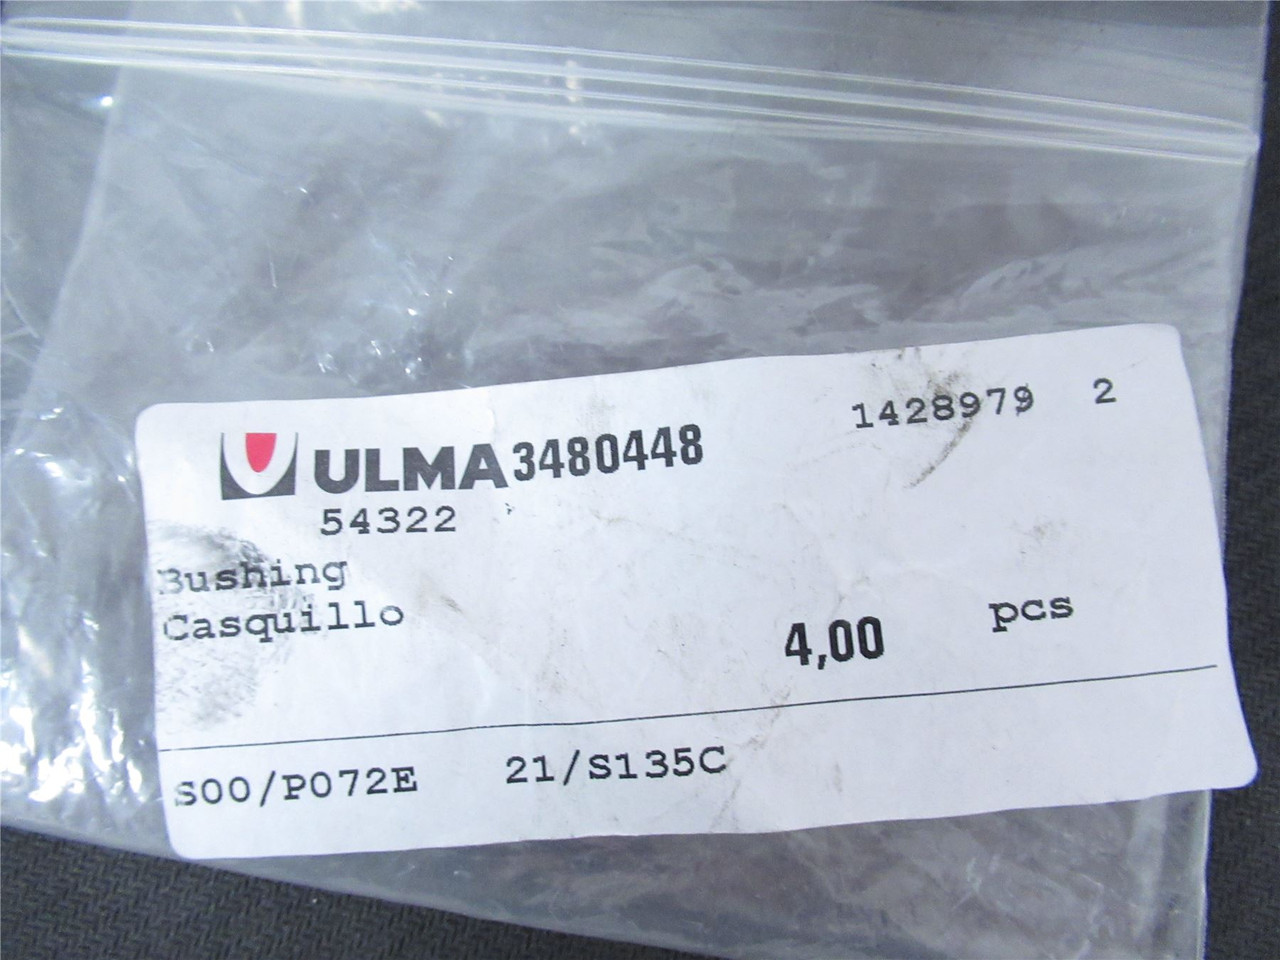 1428979 2
ULMA 3480448
54322
Bushing
Casquillo
4,00 pcs
S00/P072E 21/S135C